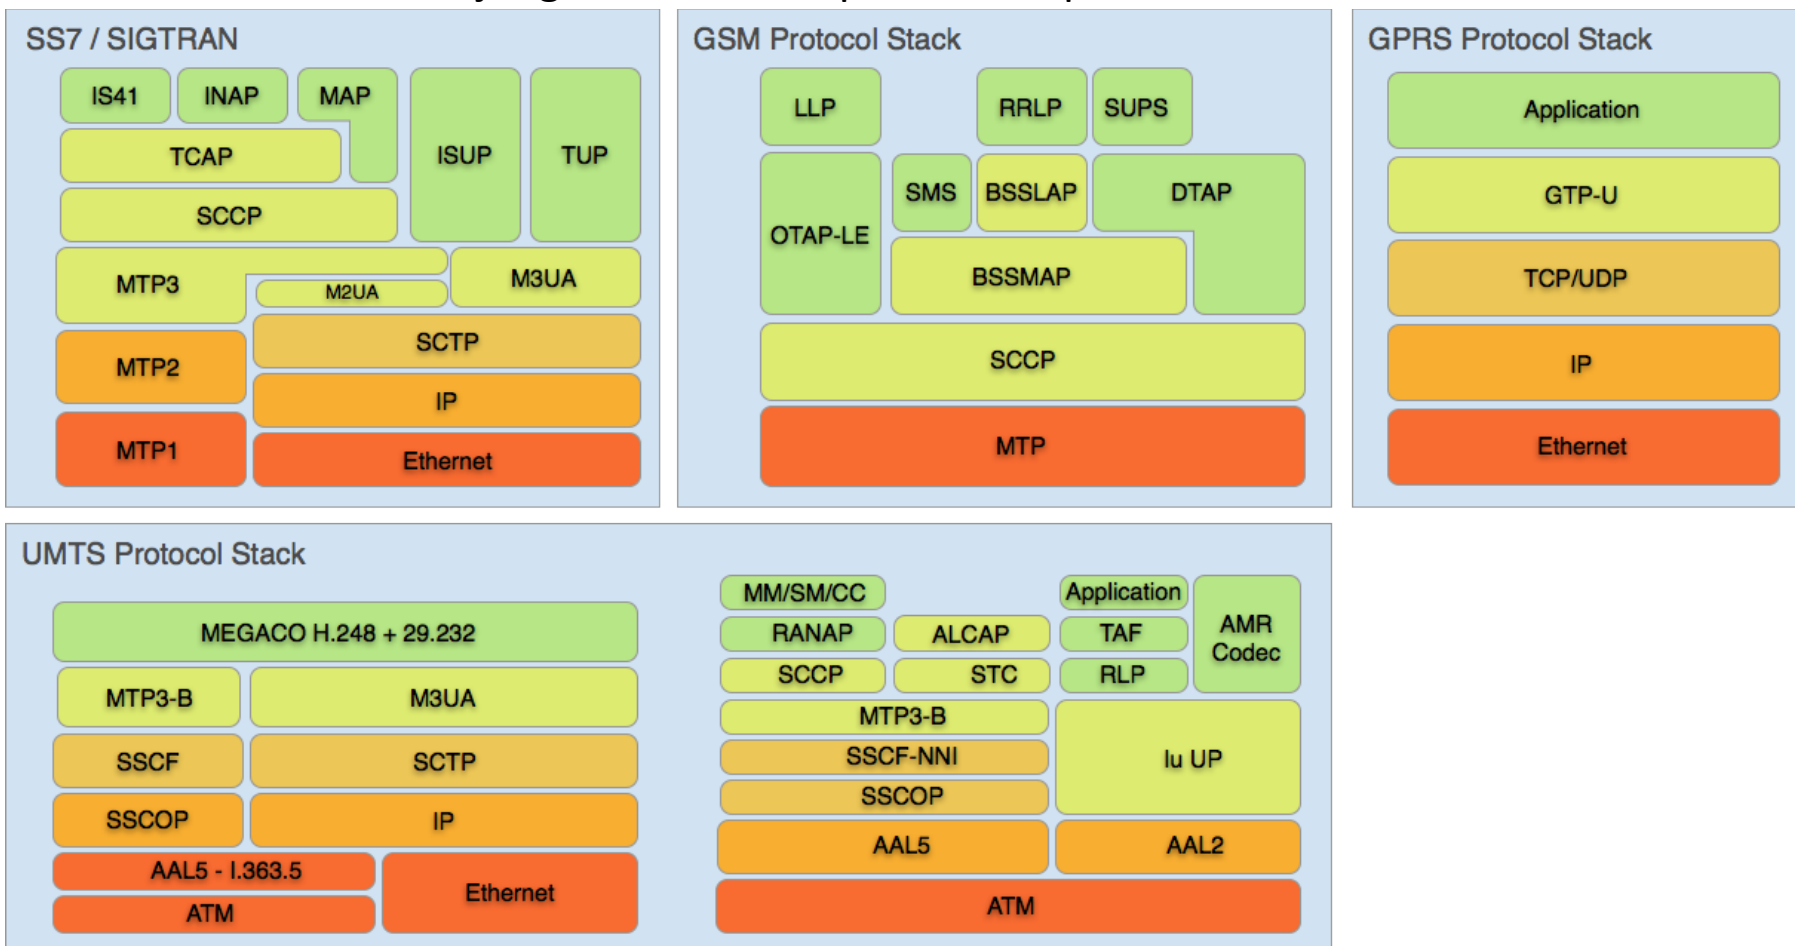 SS7 / SIGTRAN
IS41
INAP
MAP
TCAP
ISUP
TUP
SCCP
MTP3
M2UA
M3UA
SCTP
MTP2
IP
MTP1
Ethernet
GSM Protocol Stack
LLP
RRLP
SUPS
SMS
BSSLAP
DTAP
OTAP-LE
BSSMAP
SCCP
MTP
GPRS Protocol Stack
Application
GTP-U
TCP/UDP
IP
Ethernet
UMTS Protocol Stack
MEGACO H.248 + 29.232
MTP3-B
M3UA
SSCF
SCTP
SSCOP
IP
AAL5 - I.363.5
Ethernet
ATM
MM/SM/CC
Application
RANAP
ALCAP
TAF
AMR
Codec
SCCP
STC
RLP
MTP3-B
SSCF-NNI
Iu UP
SSCOP
AAL5
AAL2
ATM